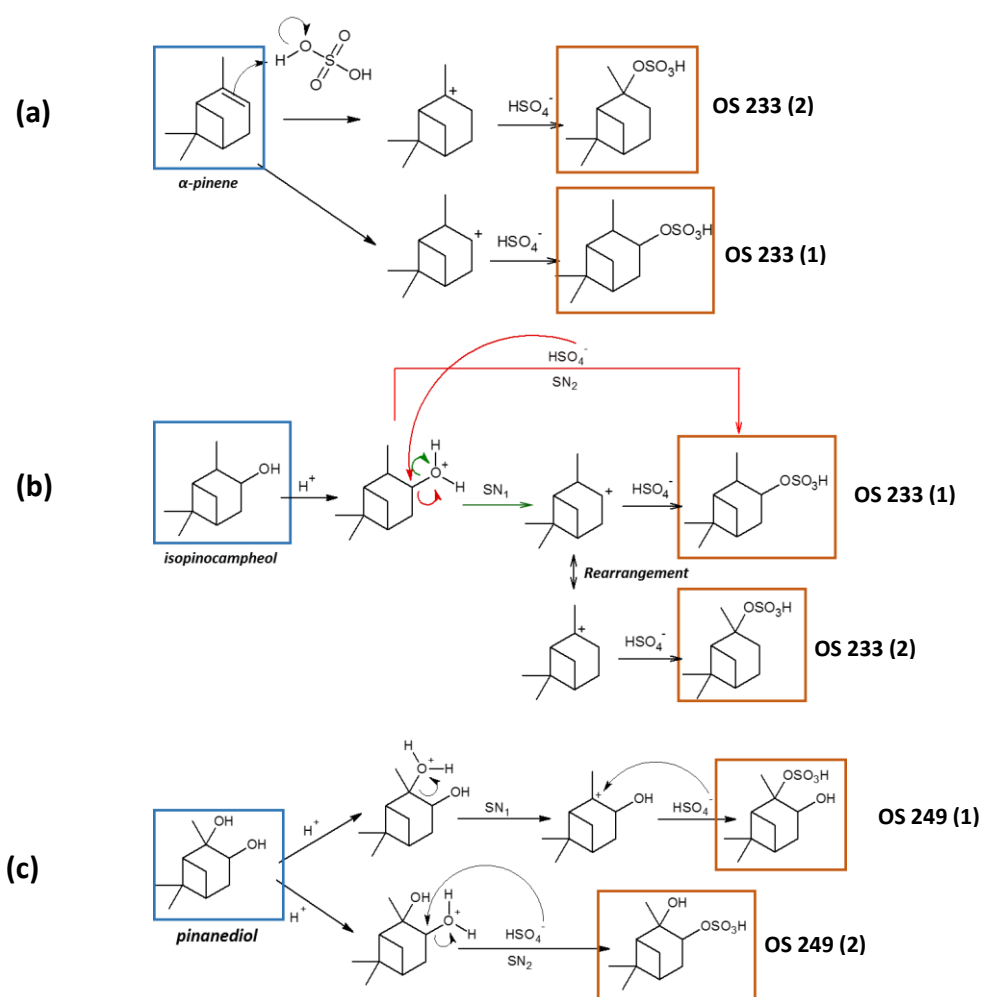 (a)
H O S O O OH
α-pinene
+
HSO4-
OSO3H
OS 233 (2)
+
HSO4-
OSO3H
OS 233 (1)
(b)
HSO4-
SN2
OH
isopinocampheol
H+
H O+ H
SN1
+
HSO4-
OSO3H
OS 233 (1)
Rearrangement
+
HSO4-
OSO3H
OS 233 (2)
(c)
OH
OH
pinanediol
H+
H O+ H
OH
SN1
+
OH
HSO4-
OSO3H
OH
OS 249 (1)
H+
OH
H O+ H
HSO4-
SN2
OH
OSO3H
OS 249 (2)